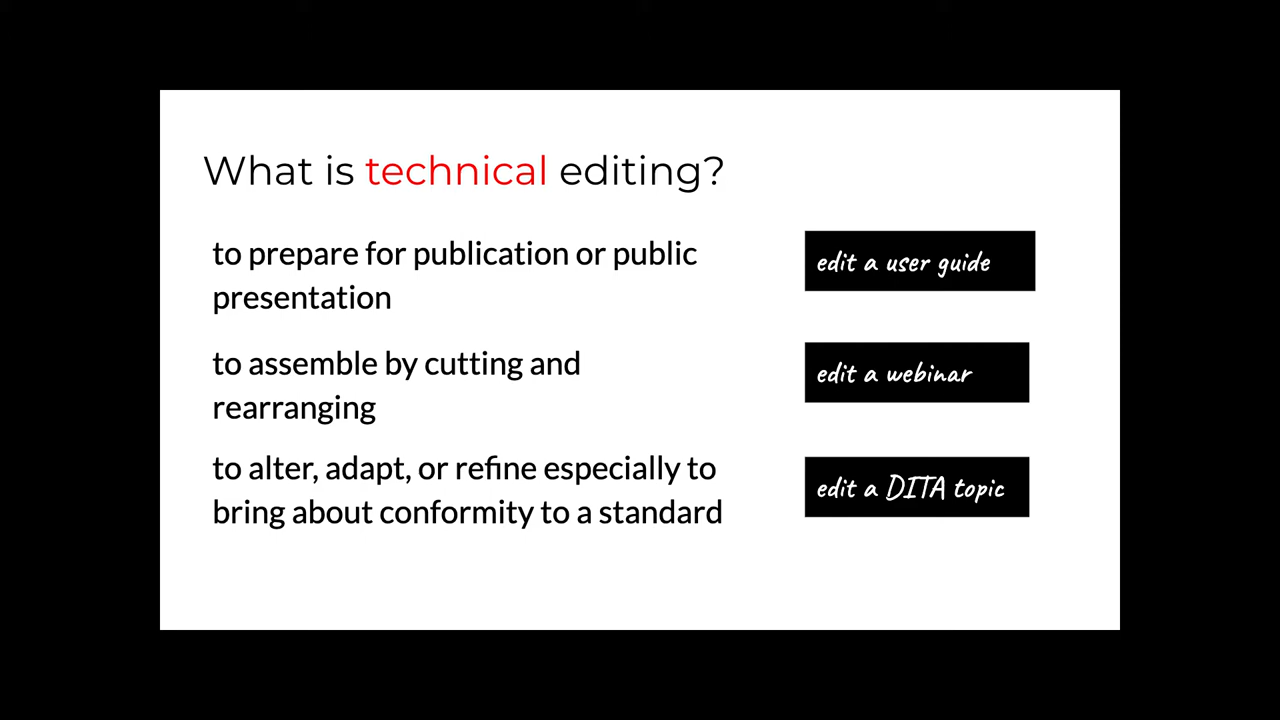 What is technical editing?
to prepare for publication or public
presentation
edit a user guide
to assemble by cutting and
rearranging
edit a webinar
to alter, adapt, or refine especially to
bring about conformity to a standard
edit a DITA topic